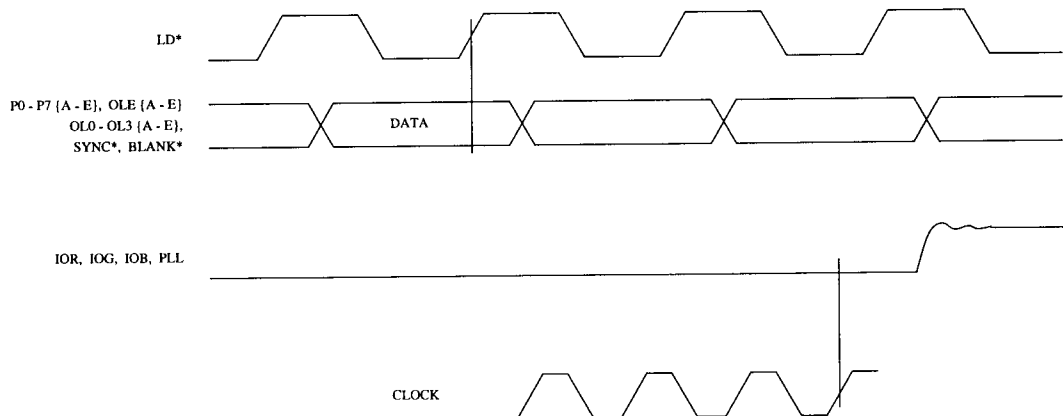 LD*
P0 - P7 {A - E}, OLE {A - E}
OL0 - OL3 {A - E},
SYNC*, BLANK*
DATA
IOR, IOG, IOB, PLL
CLOCK